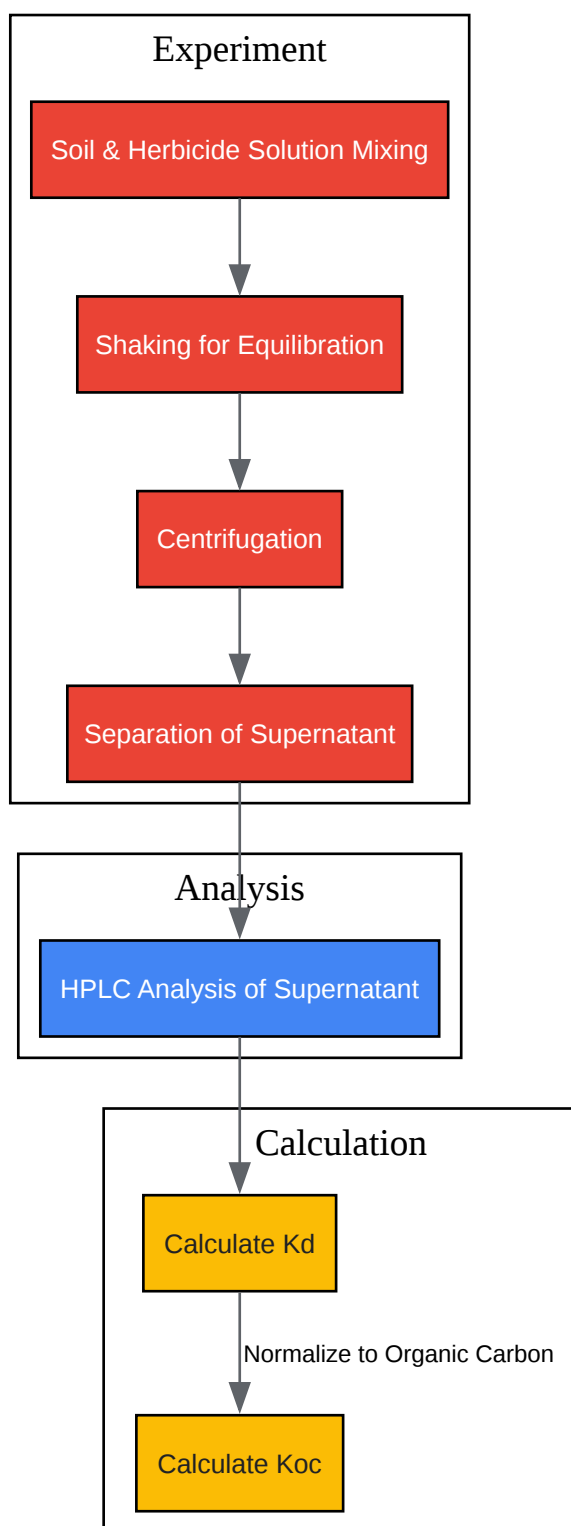 Experiment
Soil & Herbicide Solution Mixing
Shaking for Equilibration
Centrifugation
Separation of Supernatant
Analysis
HPLC Analysis of Supernatant
Calculation
Calculate Kd
Normalize to Organic Carbon
Calculate Koc